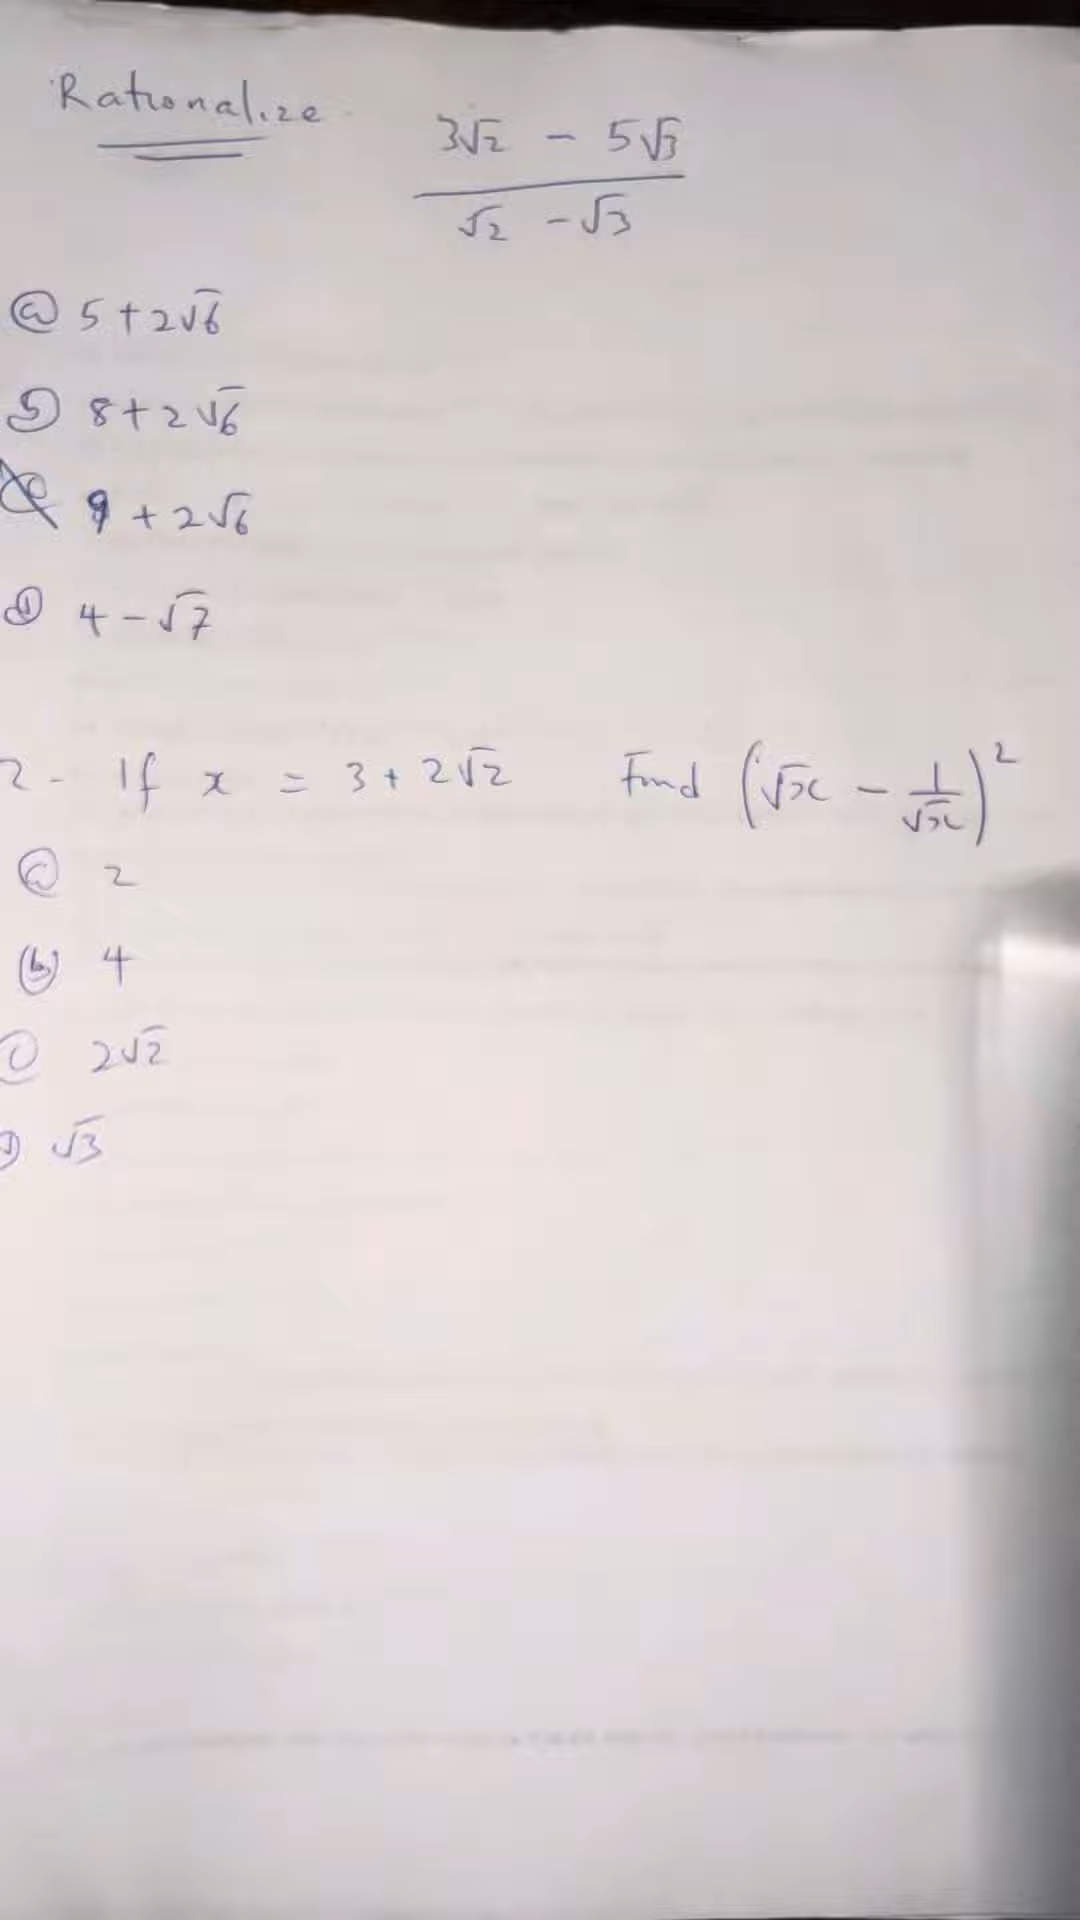 Rationalize
3√2 - 5√3
√2 - √3
ⓐ 5+2√6
ⓑ 8+2√6
ⓒ 9 + 2√6
ⓓ 4-√7
2- If x = 3+2√2 Find (√x - 1/√x)²
ⓐ 2
ⓑ 4
ⓒ 2√2
ⓓ √3